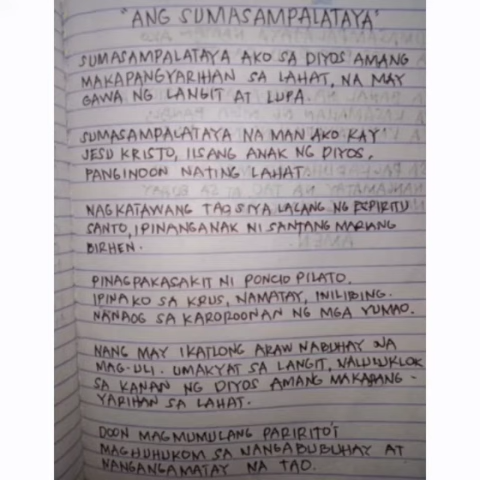 "ANG SUMASAMPALATAYA"
SUMASAMPALATAYA AKO SA DIYOS AMANG
MAKAPANGYARIHAN SA LAHAT, NA MAY
GAWA NG LANGIT AT LUPA.
SUMASAMPALATAYA NA MAN AKO KAY
JESU KRISTO, IISANG ANAK NG DIYOS,
PANGINOON NATING LAHAT
NAGKATAWANG TAO SIYA LALANG NG ESPIRITU
SANTO, IPINANGANAK NI SANTANG MARIANG
BIRHEN.
PINAGPAKASAKIT NI PONCIO PILATO,
IPINAKO SA KRUS, NAMATAY, INILIBING.
NANAOG SA KAROROONAN NG MGA YUMAO.
NANG MAY IKATLONG ARAW NABUHAY NA
MAG-ULI. UMAKYAT SA LANGIT, NALULUKLOK
SA KANAN NG DIYOS AMANG MAKAPANG-
YARIHAN SA LAHAT.
DOON MAGMUMULANG PARIRITO'T
MAGHUHUKOM SA NANGABUBUHAY AT
NANGANGAMATAY NA TAO.